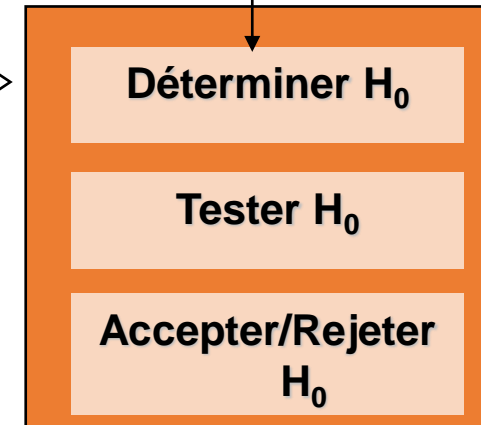 Déterminer H₀
Tester H₀
Accepter/Rejeter
H₀